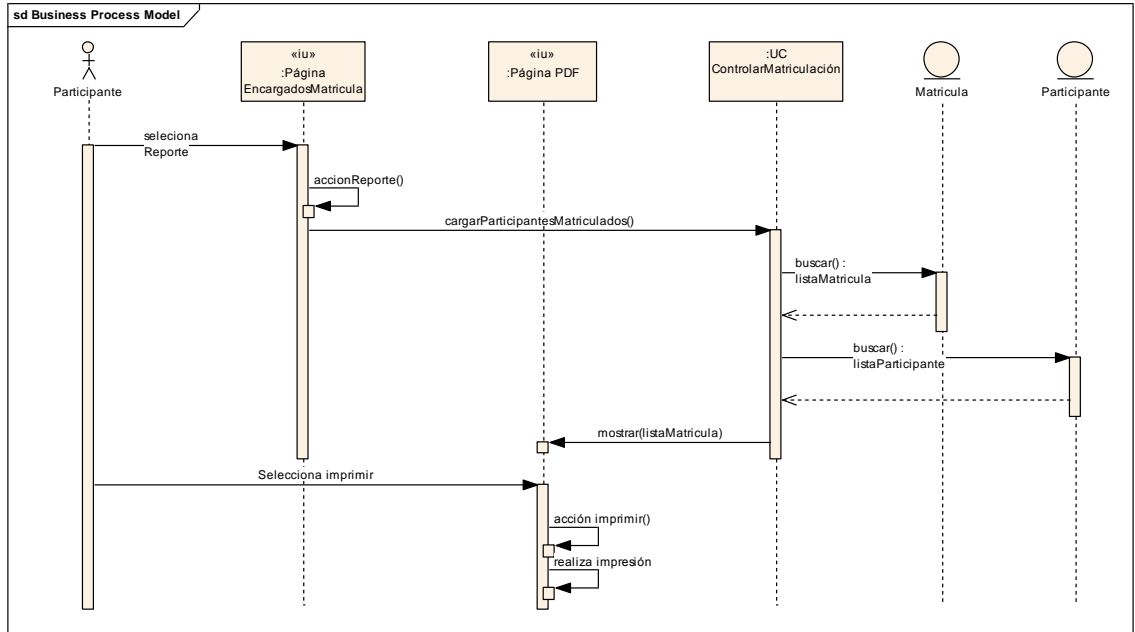 sd Business Process Model
Participante
«iu»
:Página
EncargadosMatricula
«iu»
:Página PDF
:UC
ControlarMatriculación
Matricula
Participante
seleciona
Reporte
accionReporte()
cargarParticipantesMatriculados()
buscar() :
listaMatricula
buscar() :
listaParticipante
mostrar(listaMatricula)
Selecciona imprimir
acción imprimir()
realiza impresión